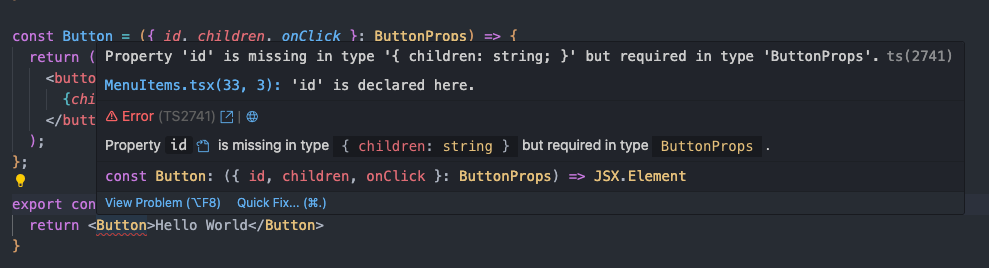 const Button = ({ id, children, onClick }: ButtonProps) => {
return (
Property 'id' is missing in type '{ children: string; }' but required in type 'ButtonProps'. ts(2741)
<butto
MenuItems.tsx(33, 3): 'id' is declared here.
{chi
</butt
Error (TS2741) |
);
Property id is missing in type { children: string } but required in type ButtonProps .
};
const Button: ({ id, children, onClick }: ButtonProps) => JSX.Element
export con
View Problem (⌥F8) Quick Fix... (⌘.)
return <Button>Hello World</Button>
}